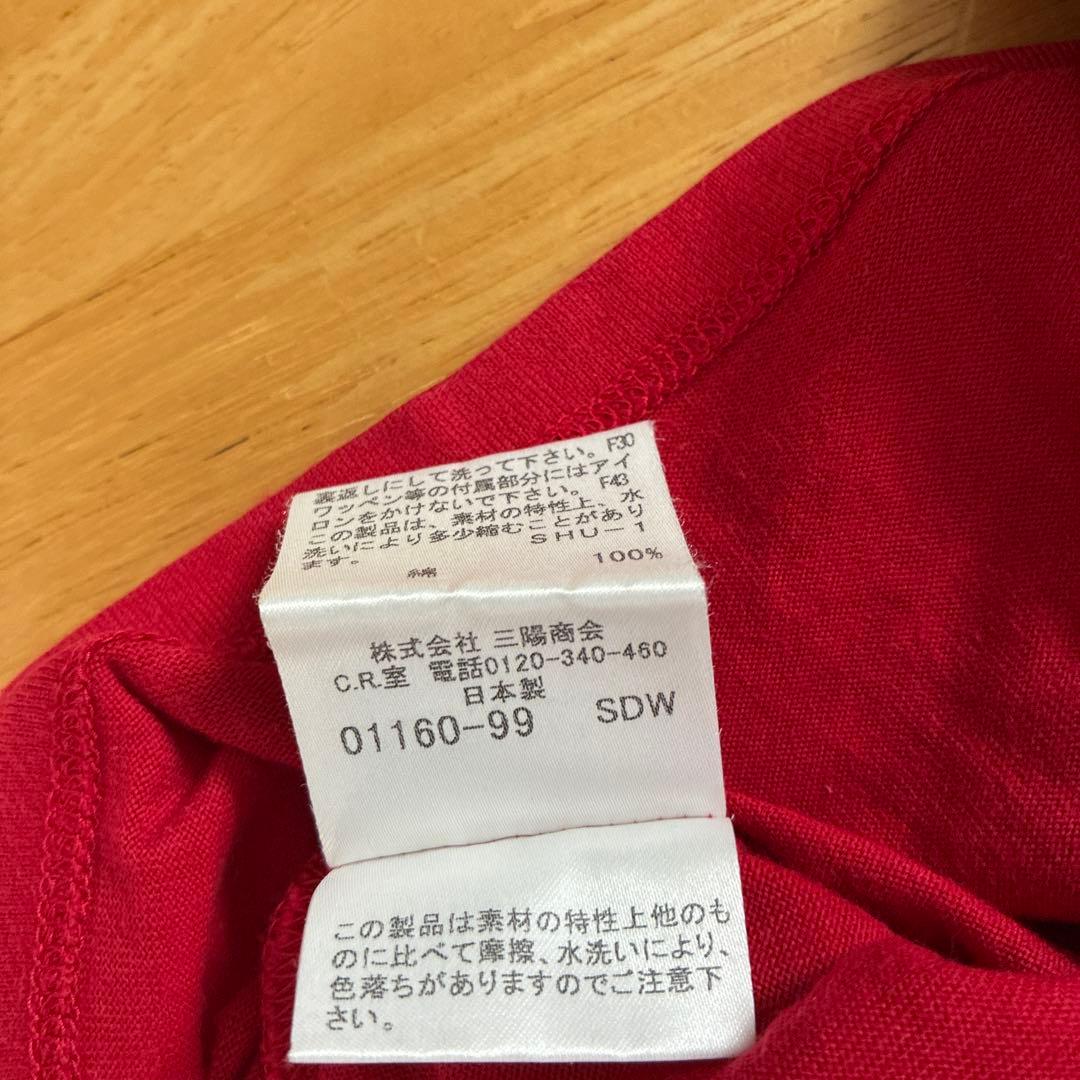 裏返しにして洗って下さい。F30
ワッペン等の付属部分にはアイ
ロンをかけないで下さい。 F43
この製品は、素材の特性上、水
洗いにより多少縮むことがあり
ます。 SHU-1
綿 100%
株式会社 三陽商会
C.R.室 電話0120-340-460
日本製
01160-99 SDW
この製品は素材の特性上他のも
のに比べて摩擦、水洗いにより、
色落ちがありますのでご注意下
さい。